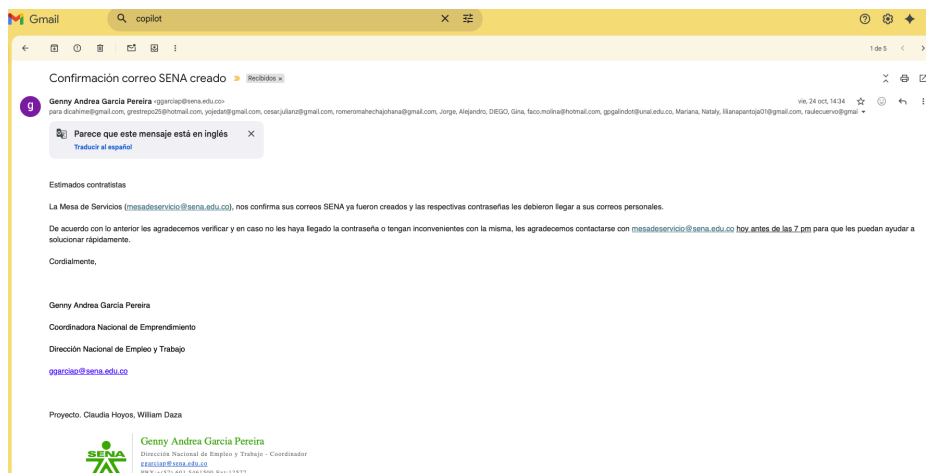 Gmail
copilot
1 de 5
Confirmación correo SENA creado
Recibidos x
g
Genny Andrea Garcia Pereira <ggarciap@sena.edu.co>
vie, 24 oct, 14:34
para dicahime@gmail.com, grestrepo25@hotmail.com, yojedat@gmail.com, cesar.julianz@gmail.com, romeromahechajohana@gmail.com, Jorge, Alejandro, DIEGO, Gina, faco.molina@hotmail.com, gpgalindot@unal.edu.co, Mariana, Nataly, lilianapantoja01@gmail.com, raulecuervo@gmai
Parece que este mensaje está en inglés
Traducir al español
Estimados contratistas
La Mesa de Servicios (mesadeservicio@sena.edu.co), nos confirma sus correos SENA ya fueron creados y las respectivas contraseñas les debieron llegar a sus correos personales.
De acuerdo con lo anterior les agradecemos verificar y en caso no les haya llegado la contraseña o tengan inconvenientes con la misma, les agradecemos contactarse con mesadeservicio@sena.edu.co hoy antes de las 7 pm para que les puedan ayudar a
solucionar rápidamente.
Cordialmente,
Genny Andrea García Pereira
Coordinadora Nacional de Emprendimiento
Dirección Nacional de Empleo y Trabajo
ggarciap@sena.edu.co
Proyecto. Claudia Hoyos, William Daza
SENA
Genny Andrea Garcia Pereira
Dirección Nacional de Empleo y Trabajo - Coordinador
ggarciap@sena.edu.co